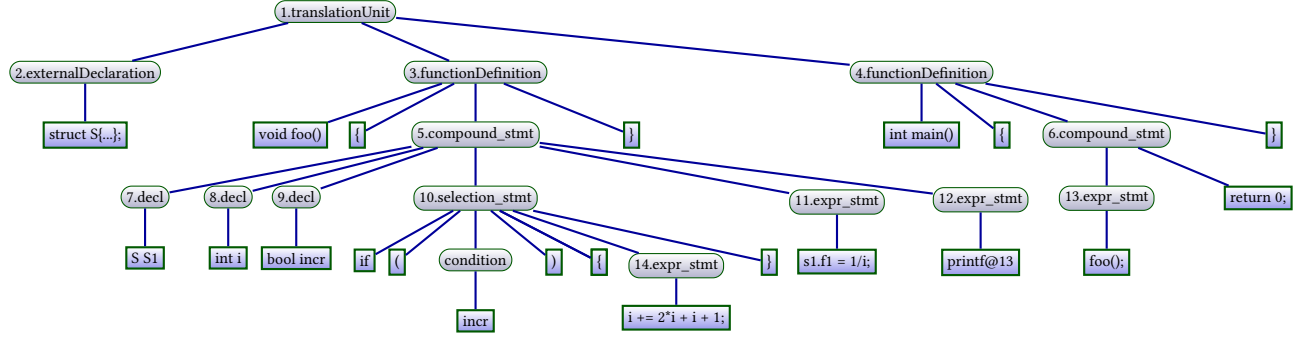 1.translationUnit
2.externalDeclaration
3.functionDefinition
4.functionDefinition
struct S{...};
void foo()
{
5.compound_stmt
}
int main()
{
6.compound_stmt
}
7.decl
8.decl
9.decl
10.selection_stmt
11.expr_stmt
12.expr_stmt
13.expr_stmt
return 0;
S S1
int i
bool incr
if
(
condition
)
{
14.expr_stmt
}
s1.f1 = 1/i;
printf@13
foo();
incr
i += 2*i + i + 1;